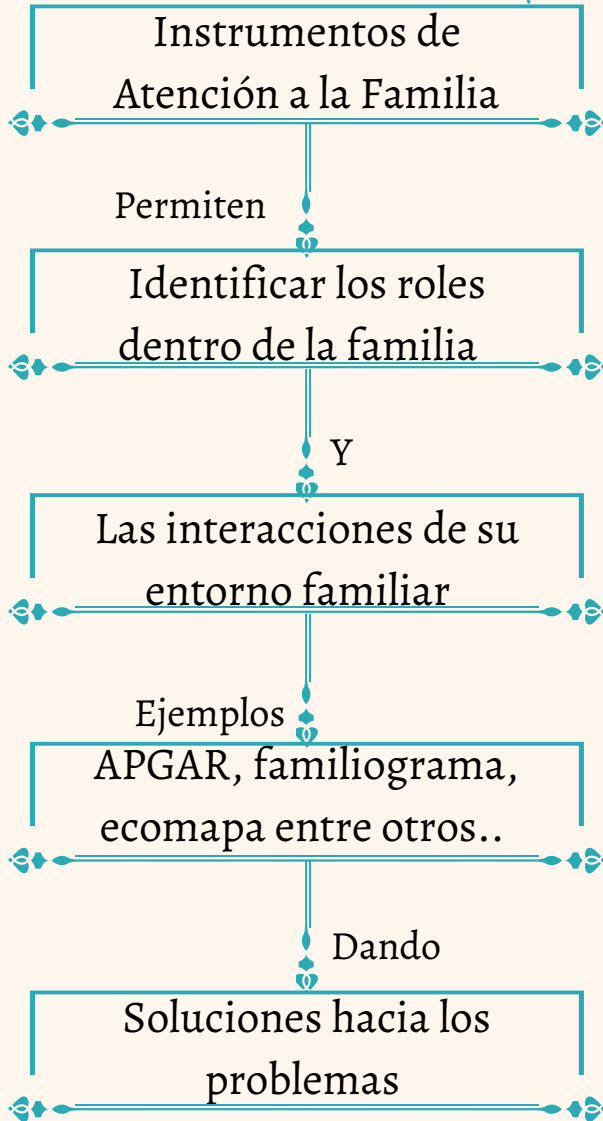 Instrumentos de
Atención a la Familia
Permiten
Identificar los roles
dentro de la familia
Y
Las interacciones de su
entorno familiar
Ejemplos
APGAR, familiograma,
ecomapa entre otros..
Dando
Soluciones hacia los
problemas